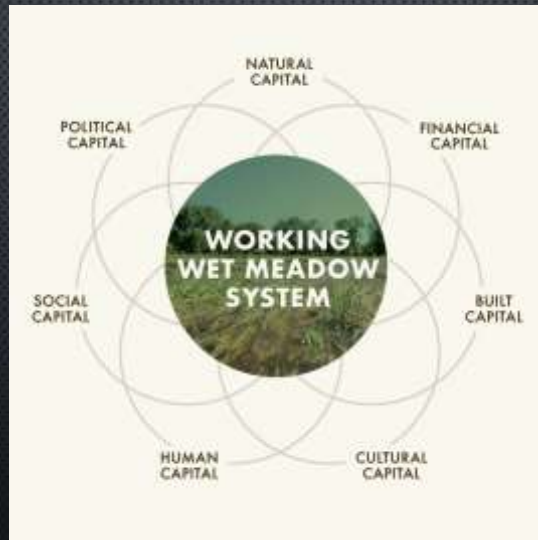 NATURAL
CAPITAL
POLITICAL
CAPITAL
FINANCIAL
CAPITAL
WORKING
WET MEADOW
SYSTEM
SOCIAL
CAPITAL
BUILT
CAPITAL
HUMAN
CAPITAL
CULTURAL
CAPITAL